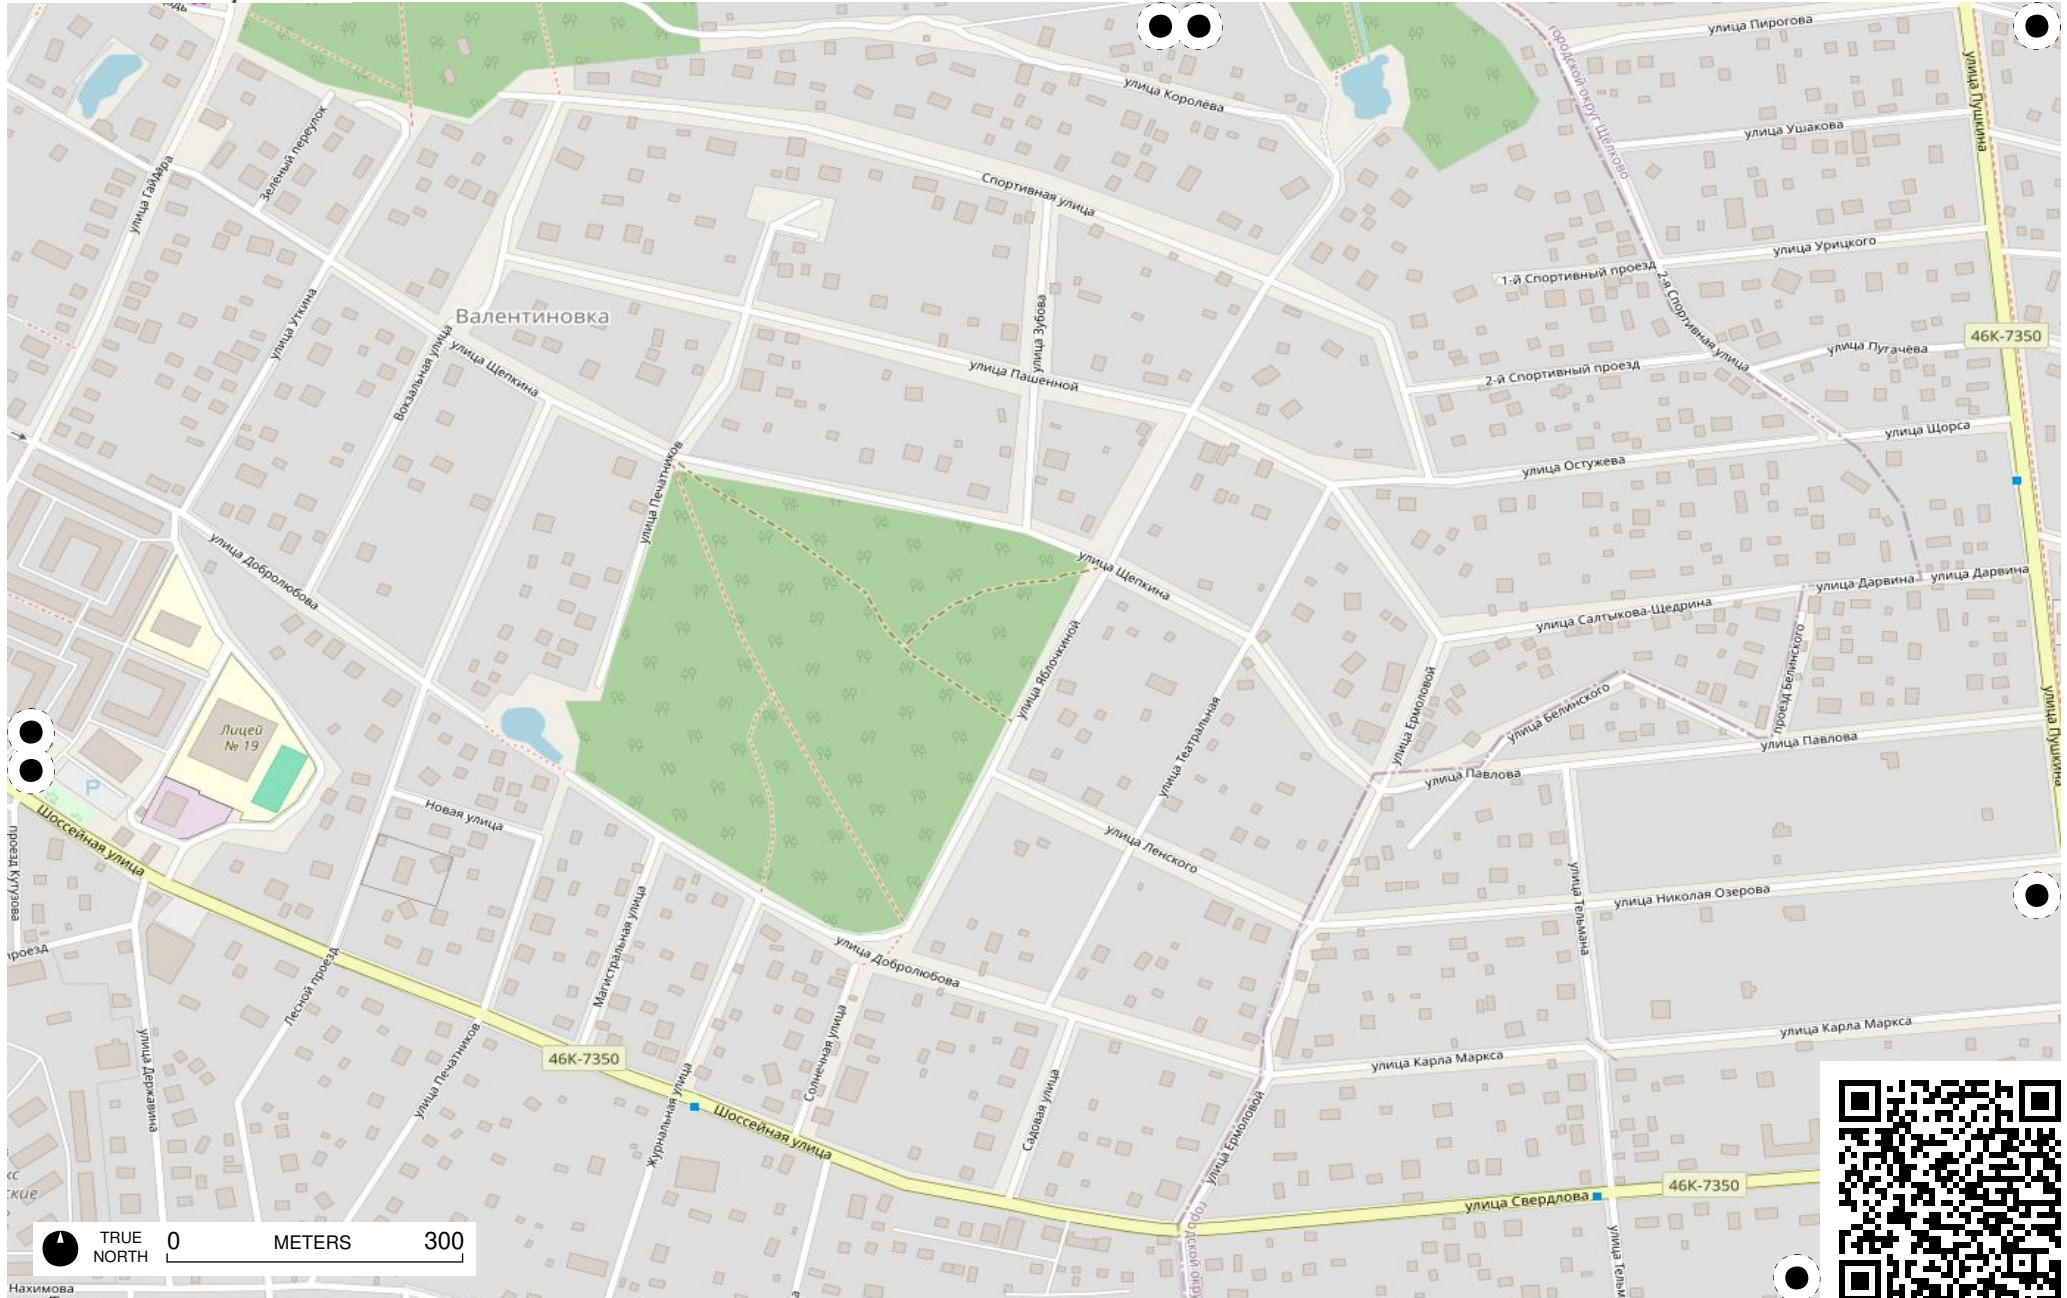 улица Пирогова
городской округ Щёлково
улица Пушкина
улица Королёва
улица Ушакова
Зелёный переулок
улица Гайдара
Спортивная улица
улица Урицкого
1-й Спортивный проезд
2-я Спортивная улица
Валентиновка
улица Уткина
улица Зубова
46К-7350
улица Пугачёва
Вокзальная улица
улица Щепкина
улица Пашенной
2-й Спортивный проезд
улица Щорса
улица Остужева
улица Печатников
улица Добролюбова
улица Щепкина
улица Дарвина
улица Дарвина
улица Салтыкова-Щедрина
улица Яблочкиной
проезд Белинского
улица Белинского
улица Ермоловой
улица Театральная
улица Пушкина
Лицей
№ 19
улица Павлова
улица Павлова
P
Новая улица
Шоссейная улица
проезд Кутузова
улица Ленского
улица Тельмана
улица Николая Озерова
Магистральная улица
улица Добролюбова
проезд
Лесной проезд
улица Карла Маркса
улица Карла Маркса
46К-7350
улица Державина
улица Печатников
Солнечная улица
Журнальная улица
Шоссейная улица
Садовая улица
улица Ермоловой
46К-7350
улица Свердлова
городской окру
улица Тельм
ские
TRUE
NORTH
0 METERS 300
Нахимова